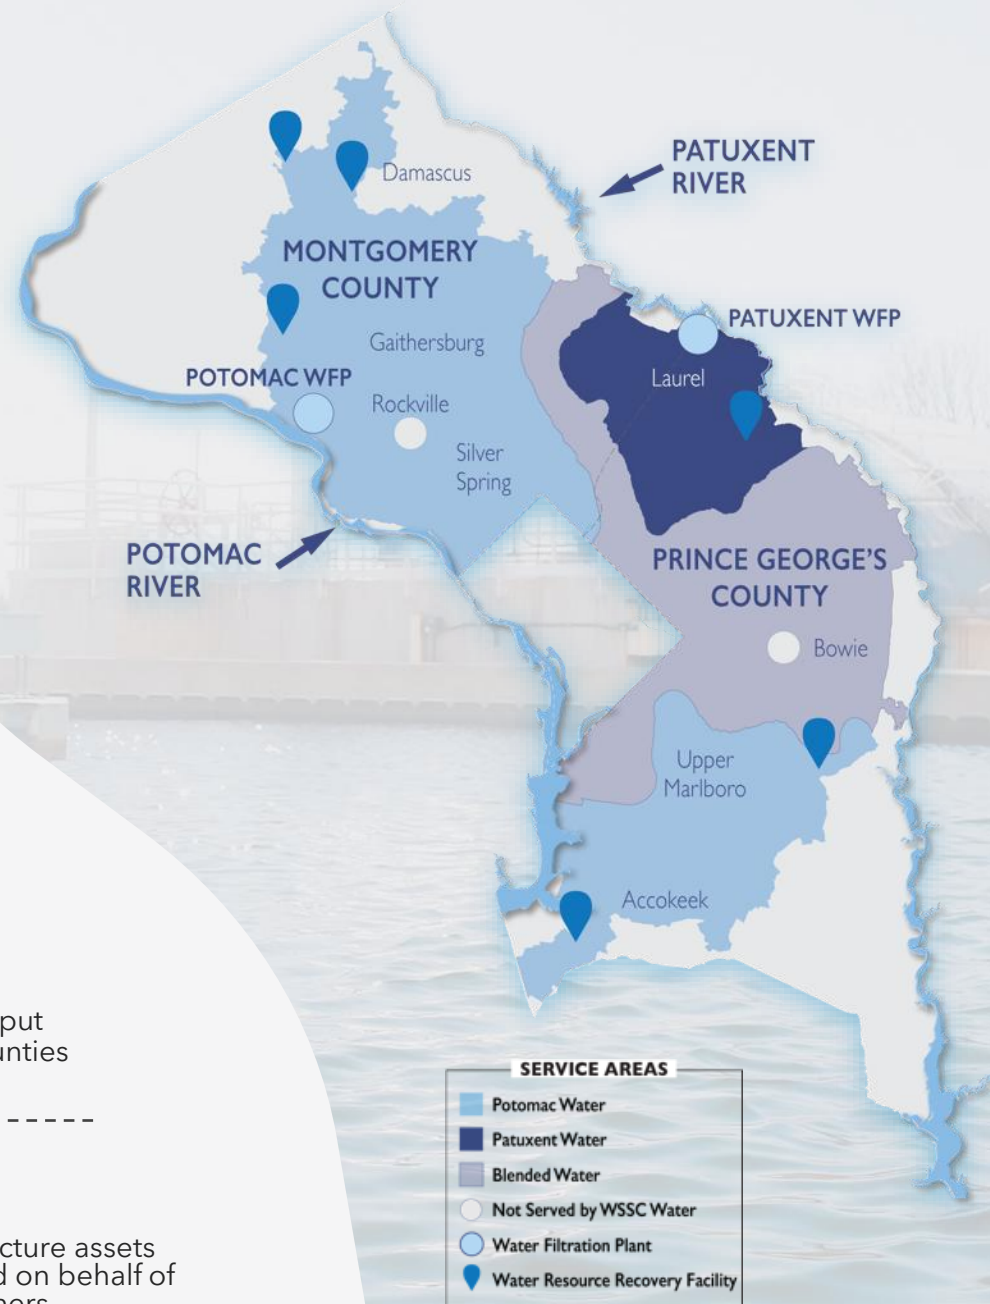 PATUXENT
RIVER
Damascus
MONTGOMERY
COUNTY
PATUXENT WFP
Gaithersburg
POTOMAC WFP
Laurel
Rockville
Silver
Spring
POTOMAC
RIVER
PRINCE GEORGE'S
COUNTY
Bowie
Upper
Marlboro
Accokeek
put
unties
-----
cture assets
d on behalf of
SERVICE AREAS
Potomac Water
Patuxent Water
Blended Water
Not Served by WSSC Water
Water Filtration Plant
Water Resource Recovery Facility